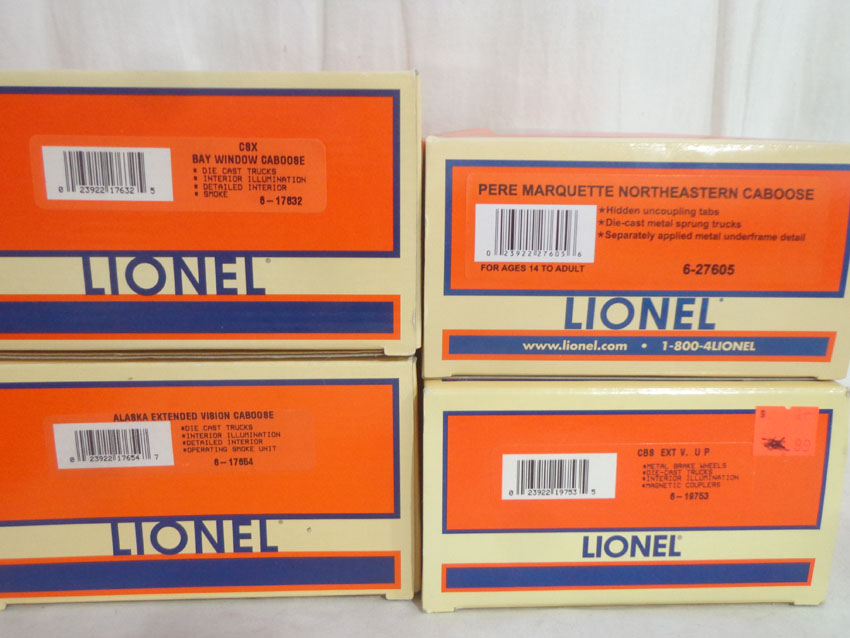 CSX
BAY WINDOW CABOOSE
* DIE CAST TRUCKS
* INTERIOR ILLUMINATION
* DETAILED INTERIOR
* SMOKE
6-17632
0 23922 17632 5
LIONEL®
PERE MARQUETTE NORTHEASTERN CABOOSE
*Hidden uncoupling tabs
*Die-cast metal sprung trucks
*Separately applied metal underframe detail
0 23922 27605 6
FOR AGES 14 TO ADULT
6-27605
LIONEL®
www.lionel.com • 1-800-4LIONEL
ALASKA EXTENDED VISION CABOOSE
*DIE CAST TRUCKS
*INTERIOR ILLUMINATION
*DETAILED INTERIOR
*OPERATING SMOKE UNIT
0 23922 17654 7
6-17654
LIONEL®
$
99
CBS EXT V. U P
*METAL BRAKE WHEELS
*DIE-CAST TRUCKS
*INTERIOR ILLUMINATION
*MAGNETIC COUPLERS
0 23922 19753 5
6-19753
LIONEL®